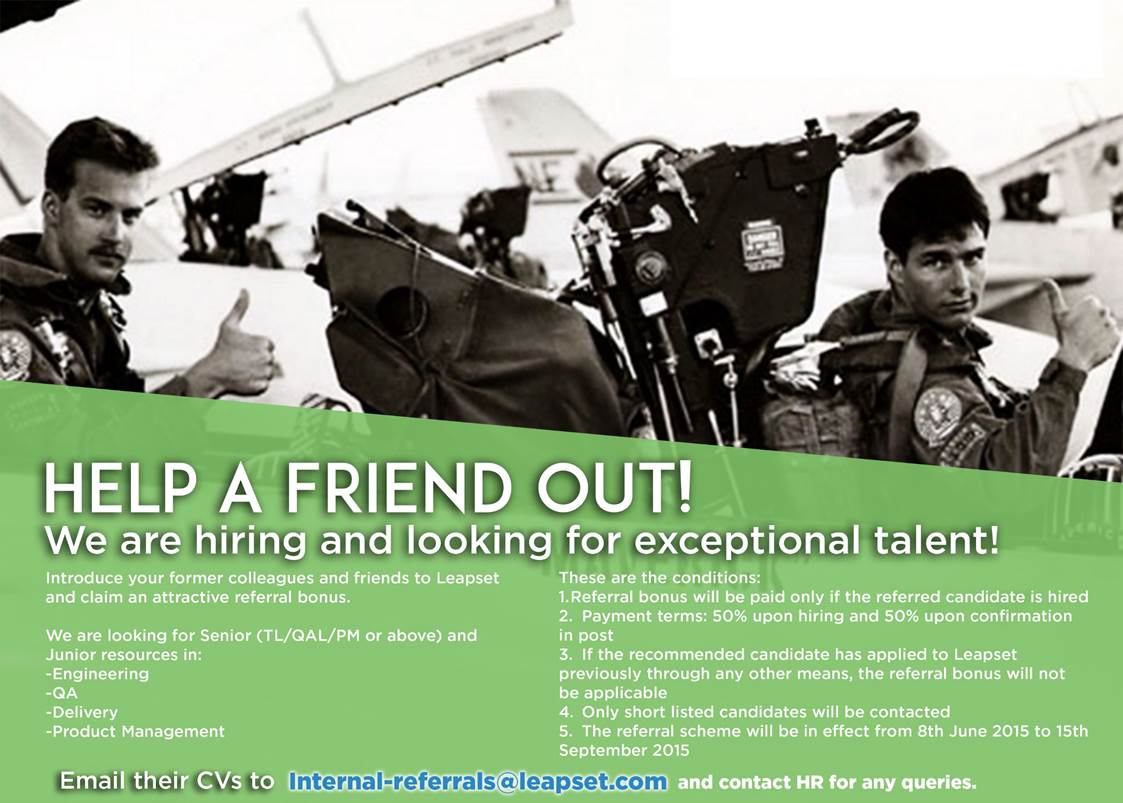 NE
DANGER
HELP A FRIEND OUT!
We are hiring and looking for exceptional talent!
Introduce your former colleagues and friends to Leapset
and claim an attractive referral bonus.
We are looking for Senior (TL/QAL/PM or above) and
Junior resources in:
-Engineering
-QA
-Delivery
-Product Management
These are the conditions:
1.Referral bonus will be paid only if the referred candidate is hired
2.  Payment terms: 50% upon hiring and 50% upon confirmation
in post
3.  If the recommended candidate has applied to Leapset
previously through any other means, the referral bonus will not
be applicable
4.  Only short listed candidates will be contacted
5.  The referral scheme will be in effect from 8th June 2015 to 15th
September 2015
Email their CVs to Internal-referrals@leapset.com and contact HR for any queries.